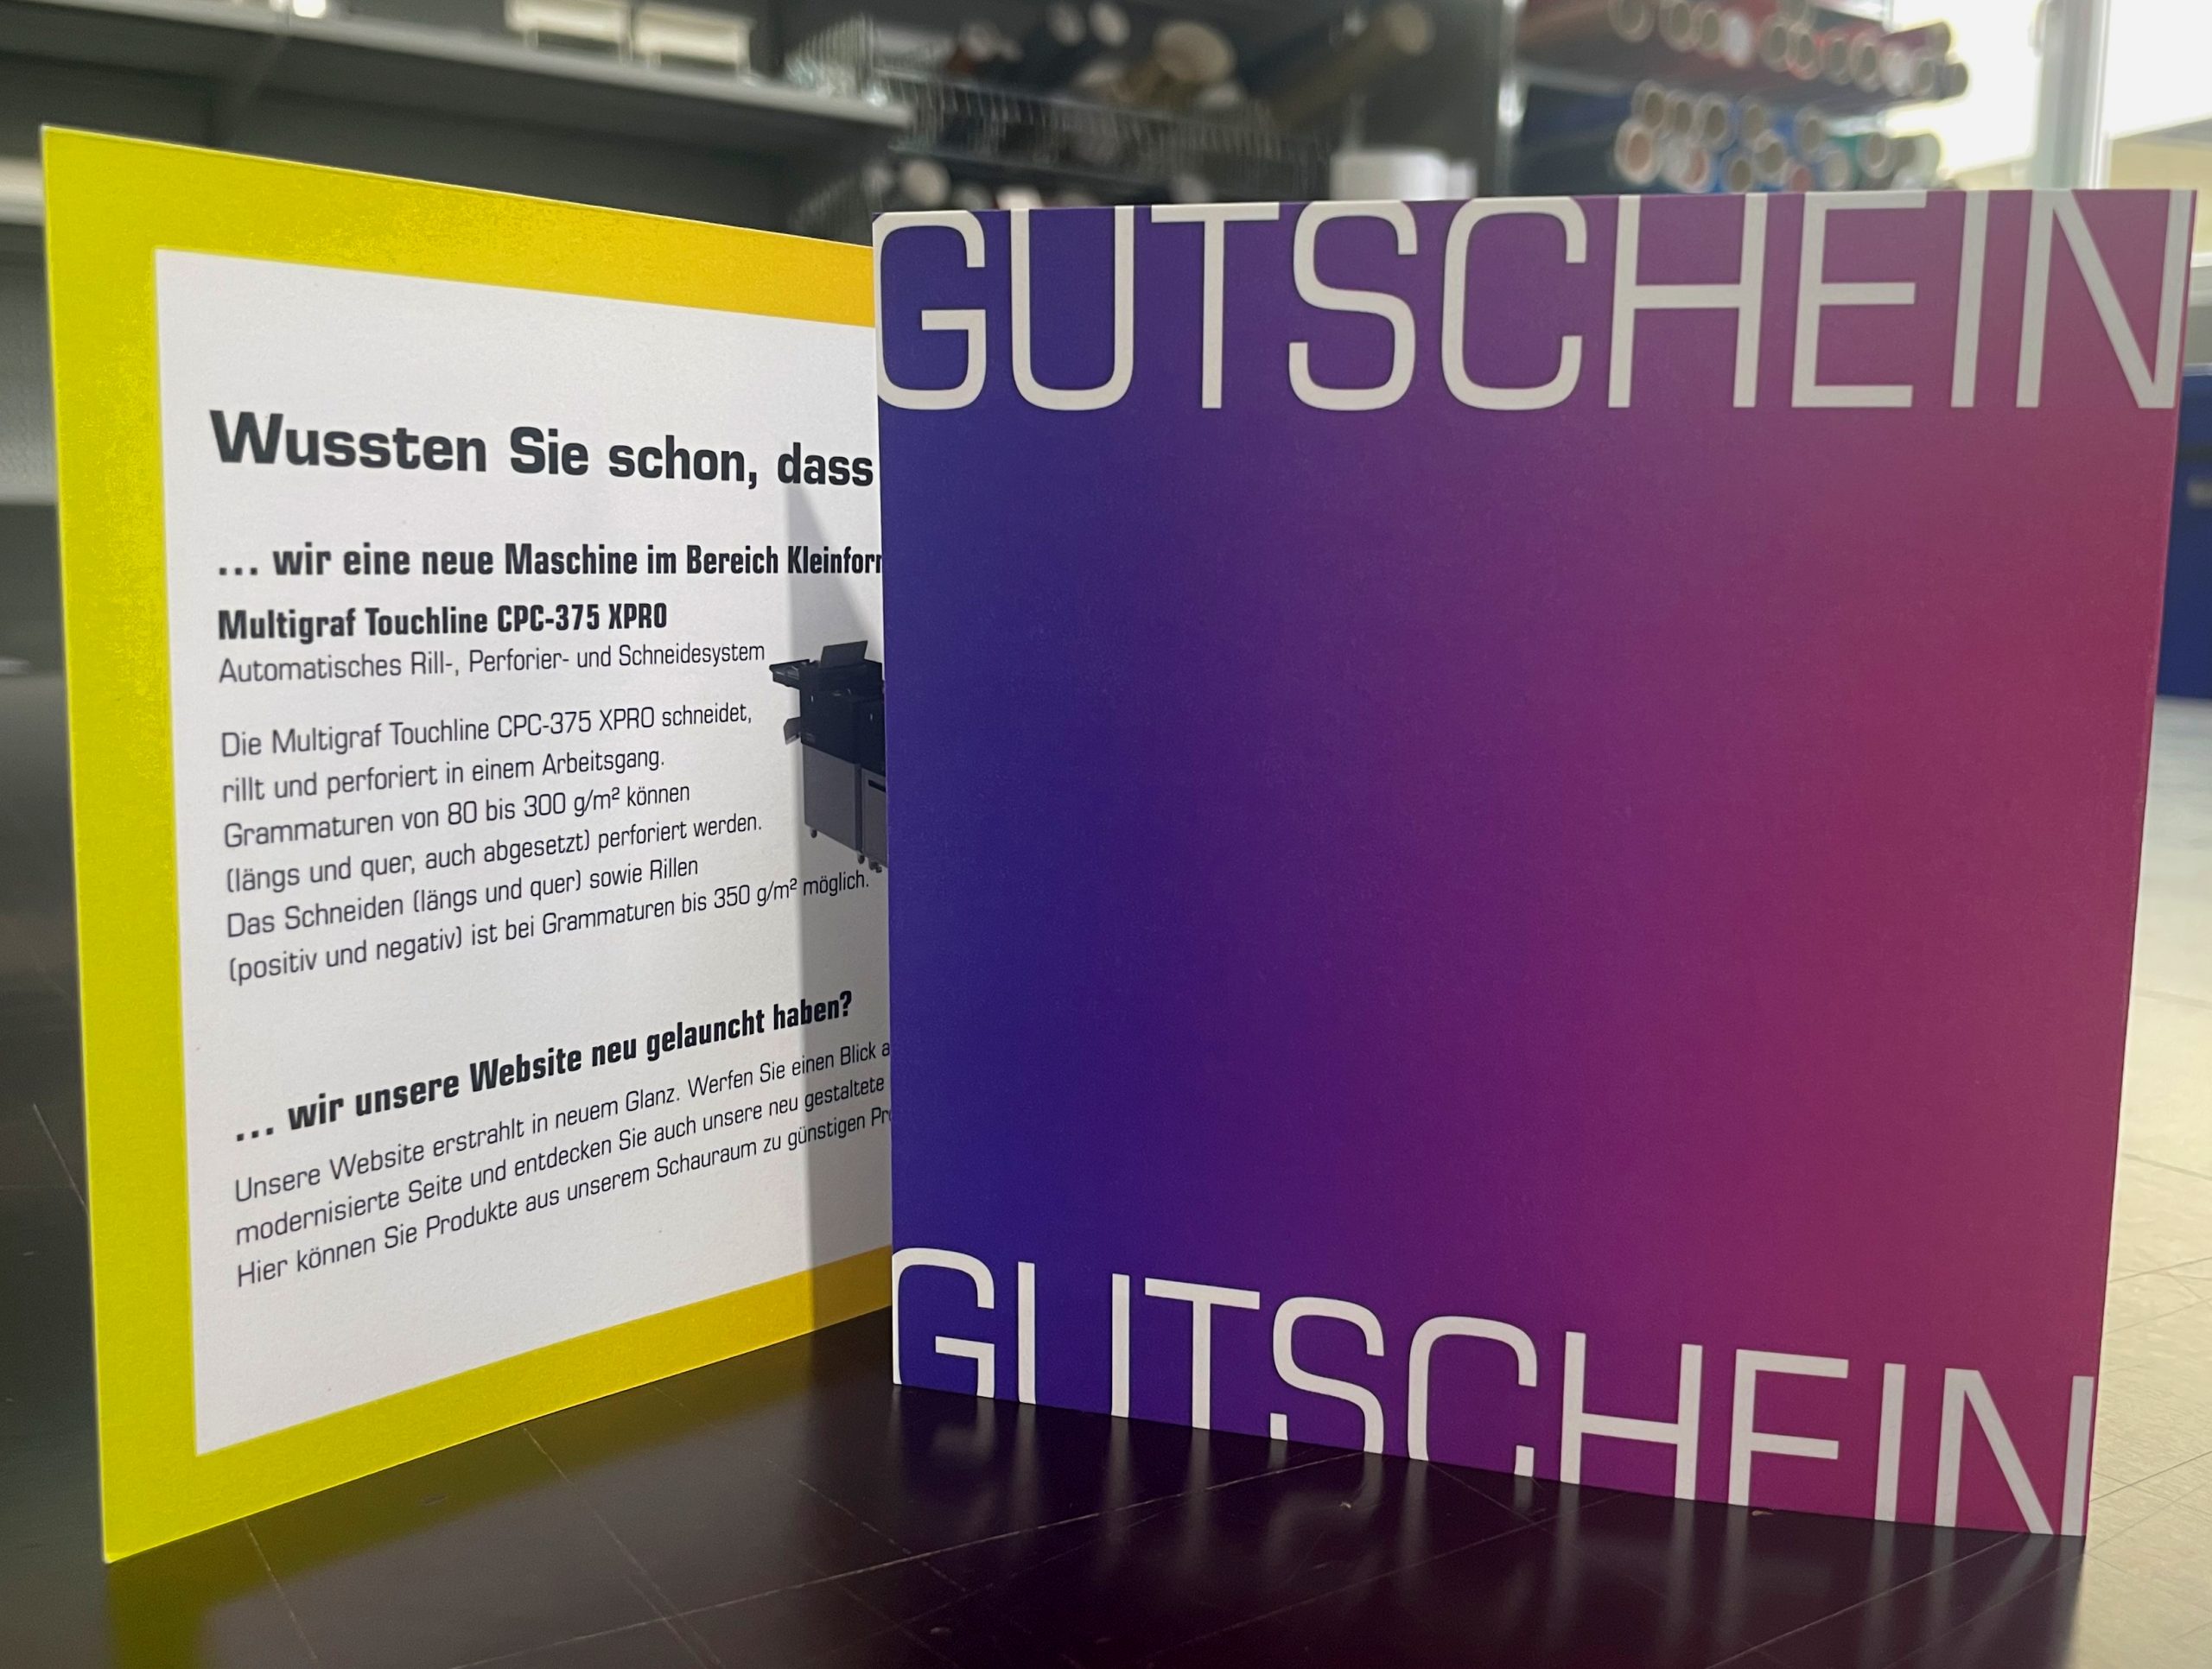 Wussten Sie schon, dass
... wir eine neue Maschine im Bereich
Multigraf Touchline CPC-375 XPRO
Automatisches Rill-, Perforier- und Schneidesystem
Die Multigraf Touchline CPC-375 XPRO schneidet,
rillt und perforiert in einem Arbeitsgang.
Grammaturen von 80 bis 300 g/m² können
(längs und quer, auch abgesetzt) perforiert werden.
Das Schneiden (längs und quer) sowie Rillen
(positiv und negativ) ist bei Grammaturen bis 350 g/m² möglich.
... wir unsere Website neu gelauncht haben?
Unsere Website erstrahlt in neuem Glanz. Werfen Sie einen Blick
modernisierte Seite und entdecken Sie auch unsere neu gestaltete
Hier können Sie Produkte aus unserem Schauraum zu günstigen
GUTSCHEIN
GUTSCHEIN